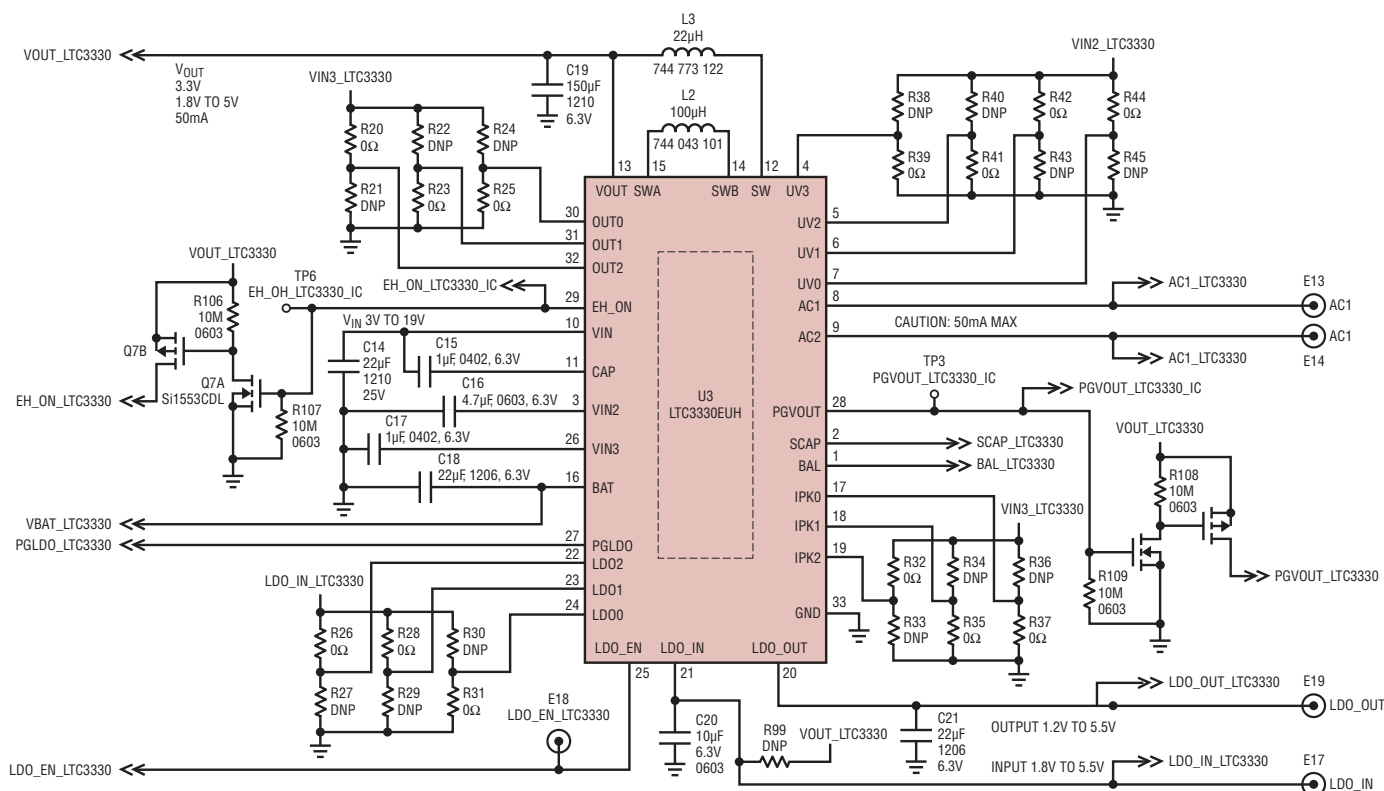 L3
22µH
744 773 122
L2
100µH
744 043 101
VOUT_LTC3330
VOUT
3.3V
1.8V TO 5V
50mA
C19
150µF
1210
6.3V
VIN3_LTC3330
R20
0Ω
R22
DNP
R24
DNP
R21
DNP
R23
0Ω
R25
0Ω
VIN2_LTC3330
R38
DNP
R40
DNP
R42
0Ω
R44
0Ω
R39
0Ω
R41
0Ω
R43
DNP
R45
DNP
13
15
14
12
4
VOUT
SWA
SWB
SW
UV3
30
OUT0
31
OUT1
32
OUT2
29
EH_ON
10
VIN
11
CAP
3
VIN2
26
VIN3
16
BAT
27
PGLDO
22
LDO2
23
LDO1
24
LDO0
U3
LTC3330EUH
5
UV2
6
UV1
7
UV0
8
AC1
9
AC2
28
PGVOUT
2
SCAP
1
BAL
17
IPK0
18
IPK1
19
IPK2
33
GND
LDO_EN
LDO_IN
LDO_OUT
25
21
20
VOUT_LTC3330
R106
10M
0603
Q7B
Q7A
Si1553CDL
EH_ON_LTC3330
R107
10M
0603
TP6
EH_OH_LTC3330_IC
EH_ON_LTC3330_IC
VIN 3V TO 19V
C14
22µF
1210
25V
C15
1µF, 0402, 6.3V
C16
4.7µF, 0603, 6.3V
C17
1µF, 0402, 6.3V
C18
22µF, 1206, 6.3V
VBAT_LTC3330
PGLDO_LTC3330
LDO_IN_LTC3330
R26
0Ω
R28
0Ω
R30
DNP
R27
DNP
R29
DNP
R31
0Ω
E18
LDO_EN_LTC3330
LDO_EN_LTC3330
AC1_LTC3330
E13
AC1
CAUTION: 50mA MAX
AC1
E14
AC1_LTC3330
TP3
PGVOUT_LTC3330_IC
PGVOUT_LTC3330_IC
SCAP_LTC3330
BAL_LTC3330
VIN3_LTC3330
R32
0Ω
R34
DNP
R36
DNP
R33
DNP
R35
0Ω
R37
0Ω
VOUT_LTC3330
R108
10M
0603
R109
10M
0603
PGVOUT_LTC3330
C20
10µF
6.3V
0603
R99
DNP
VOUT_LTC3330
C21
22µF
1206
6.3V
LDO_OUT_LTC3330
E19
LDO_OUT
OUTPUT 1.2V TO 5.5V
INPUT 1.8V TO 5.5V
LDO_IN_LTC3330
E17
LDO_IN